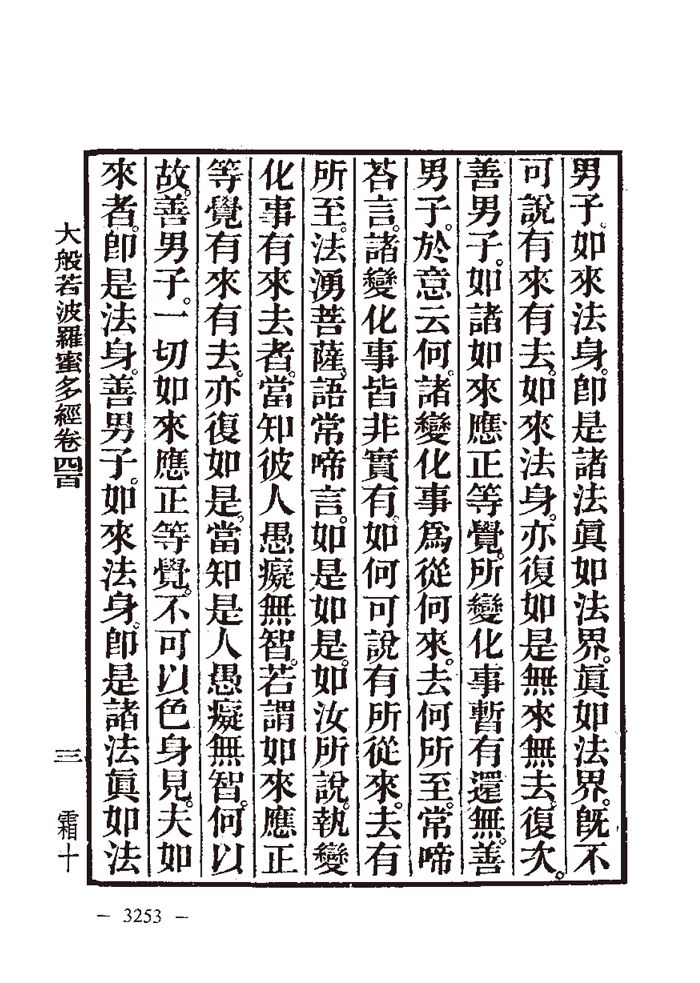 男子。如來法身。卽是諸法眞如法界。眞如法界。旣不
可說有來有去。如來法身。亦復如是無來無去。復次。
善男子。如諸如來應正等覺。所變化事暫有還無。善
男子。於意云何。諸變化事爲從何來。去何所至。常啼
荅言。諸變化事皆非實有。如何可說有所從來。去有
所至。法湧菩薩。語常啼言。如是如是。如汝所說。執變
化事有來去者。當知彼人愚癡無智。若謂如來應正
等覺有來有去。亦復如是。當知是人愚癡無智。何以
故。善男子。一切如來應正等覺。不可以色身見。夫如
來者。卽是法身。善男子。如來法身。卽是諸法眞如法
大般若波羅蜜多經卷四百
三
霜十
— 3253 —